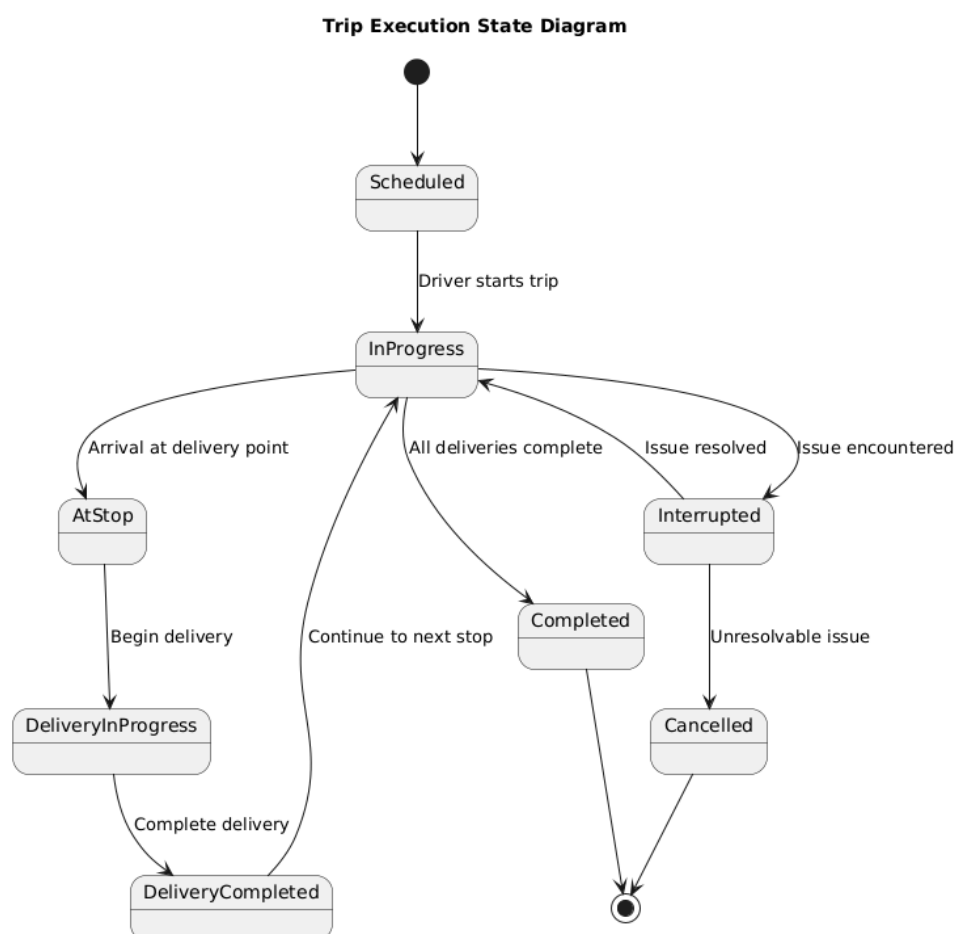 Trip Execution State Diagram
Scheduled
Driver starts trip
InProgress
Arrival at delivery point
All deliveries complete
Issue resolved
Issue encountered
AtStop
Interrupted
Completed
Begin delivery
Continue to next stop
Unresolvable issue
DeliveryInProgress
Cancelled
Complete delivery
DeliveryCompleted